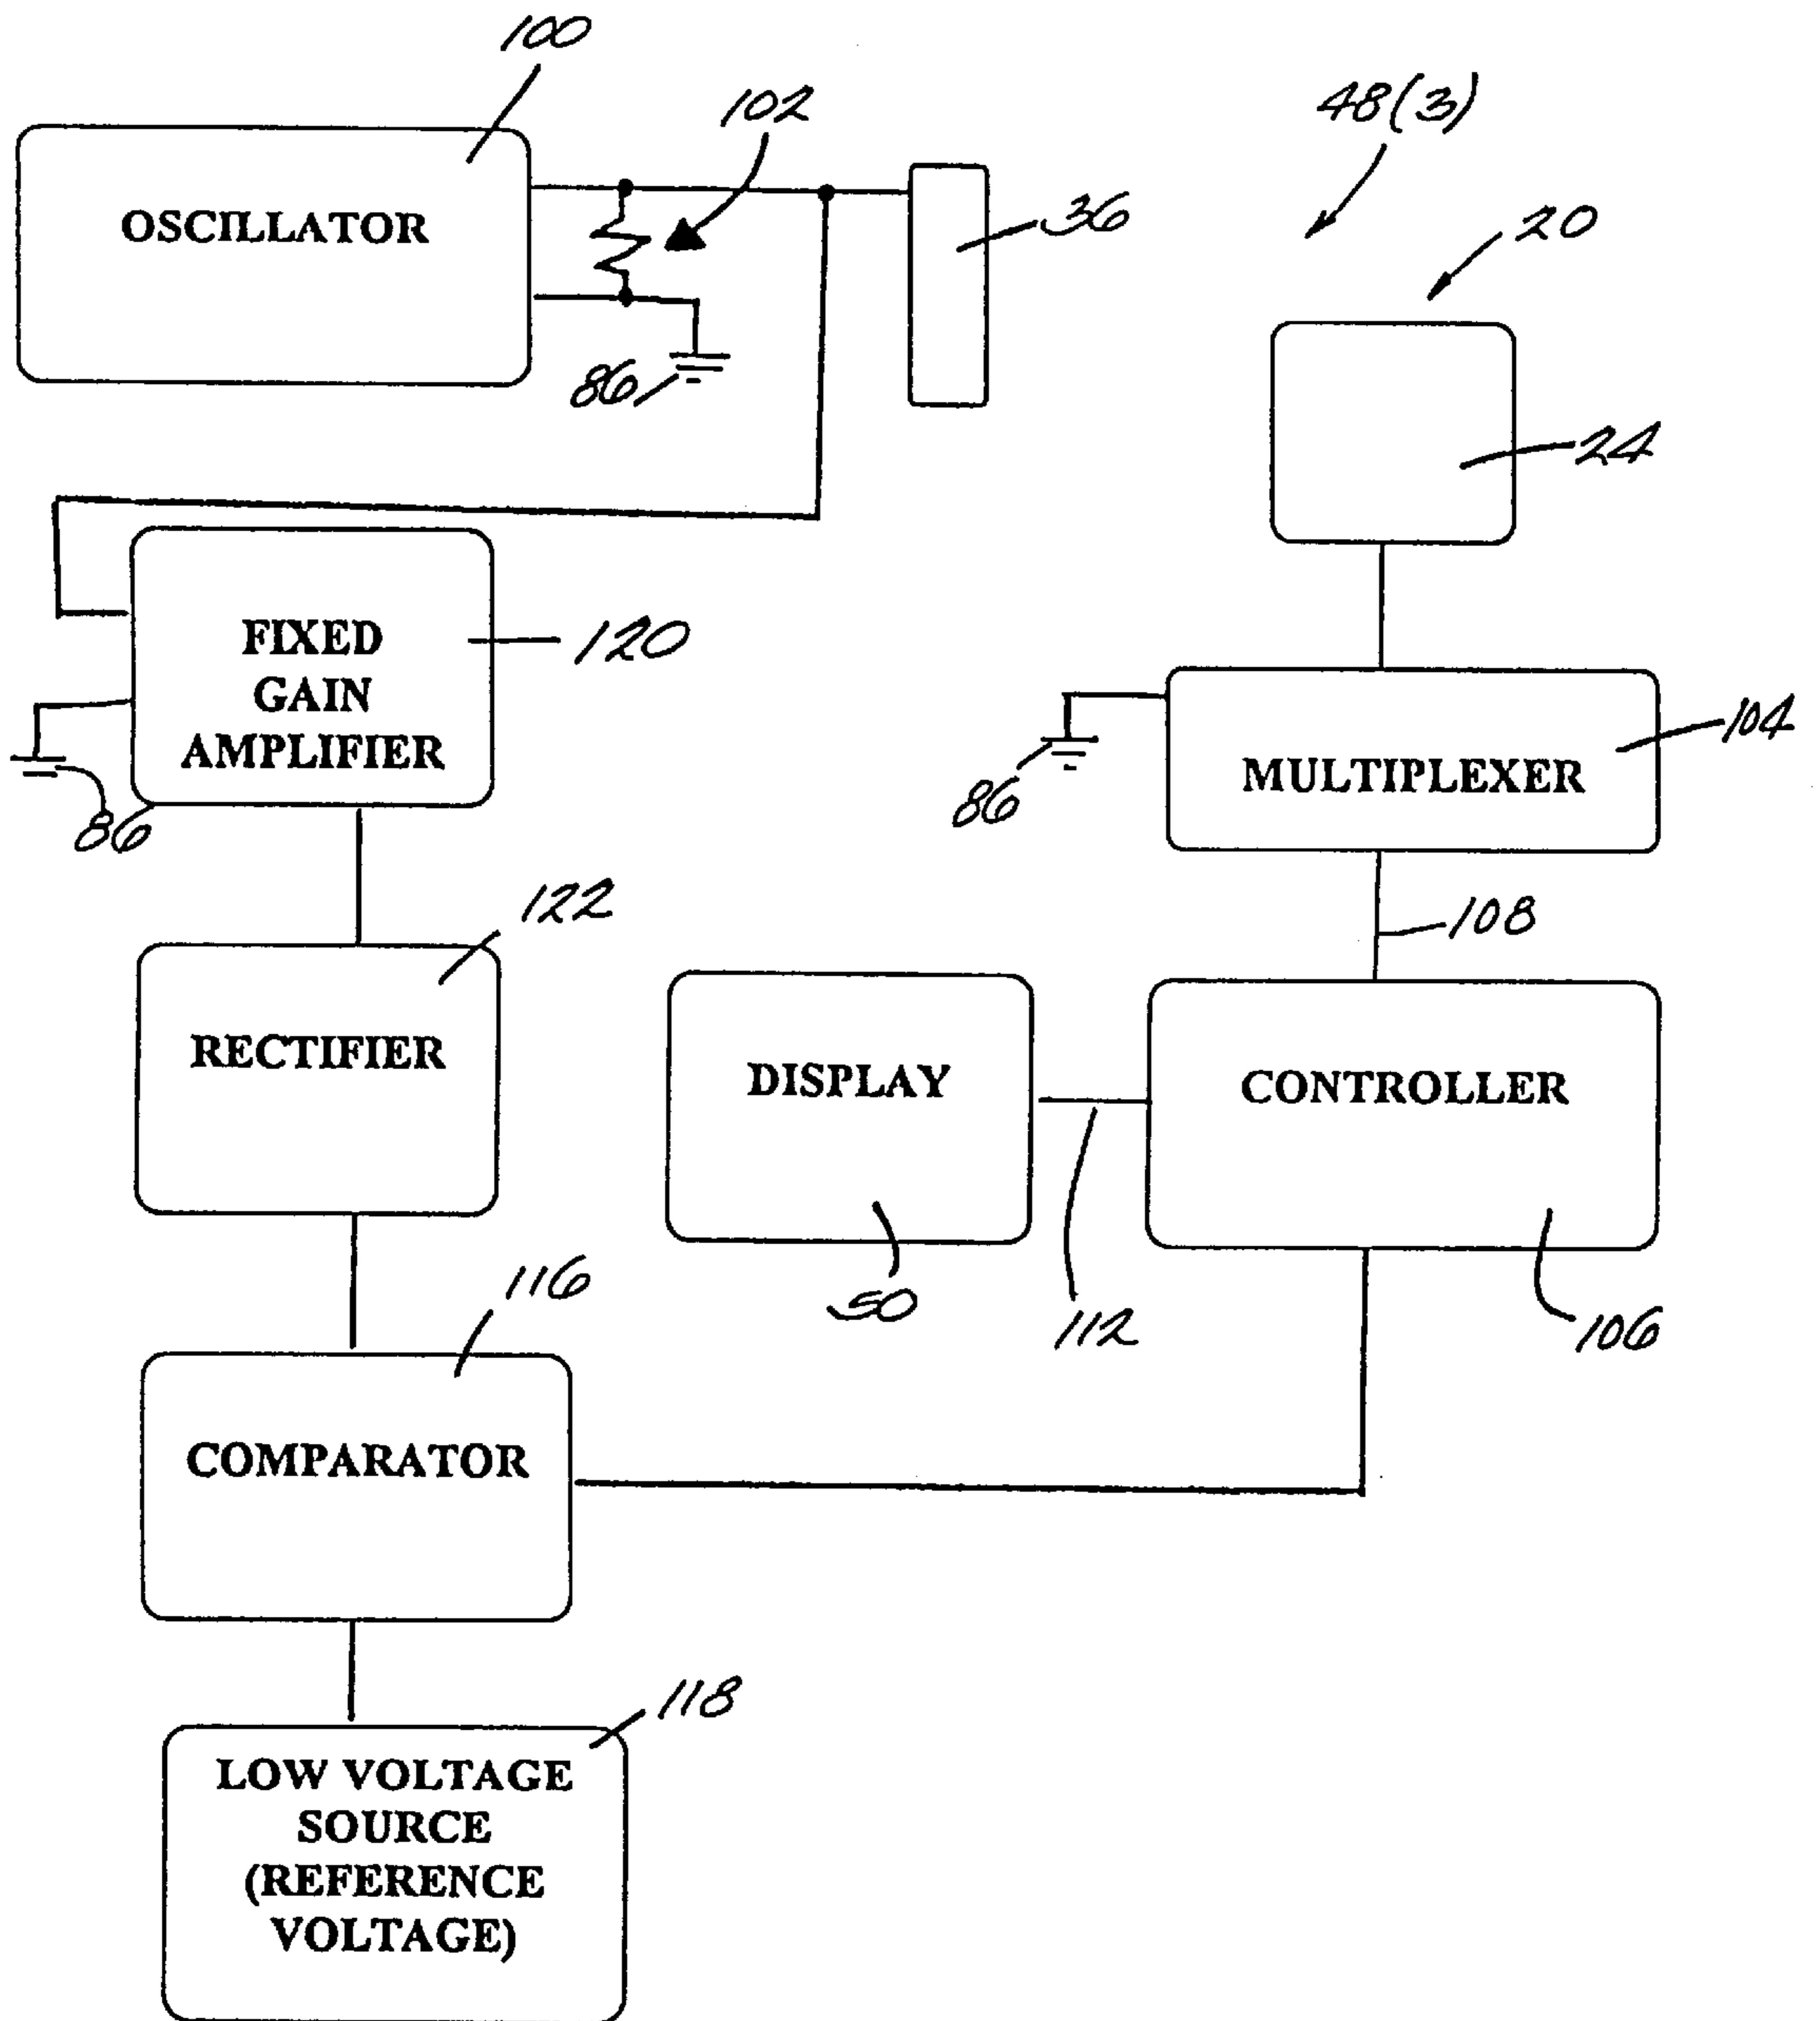 100
102
48(3)
OSCILLATOR
36
20
86
24
FIXED
GAIN
AMPLIFIER
120
104
MULTIPLEXER
86
86
122
108
RECTIFIER
DISPLAY
CONTROLLER
116
50
112
106
COMPARATOR
118
LOW VOLTAGE
SOURCE
(REFERENCE
VOLTAGE)